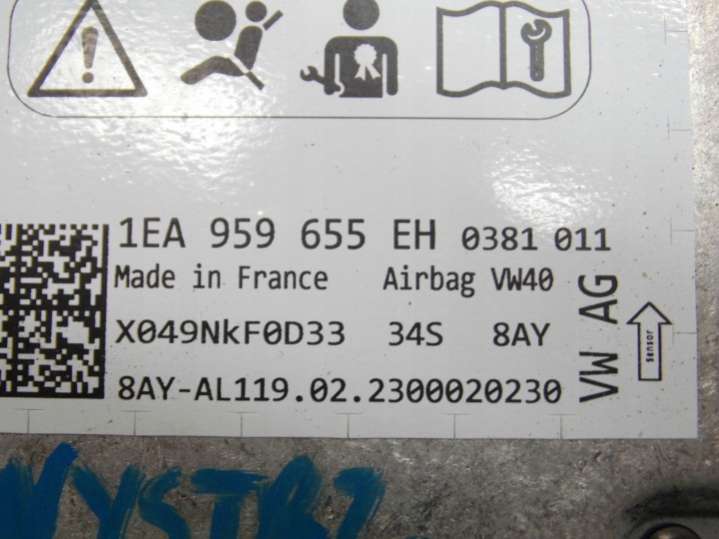 1EA 959 655 EH 0381 011
Made in France Airbag VW40
X049NkF0D33 34S 8AY
8AY-AL119.02.2300020230
VW AG
Sensor